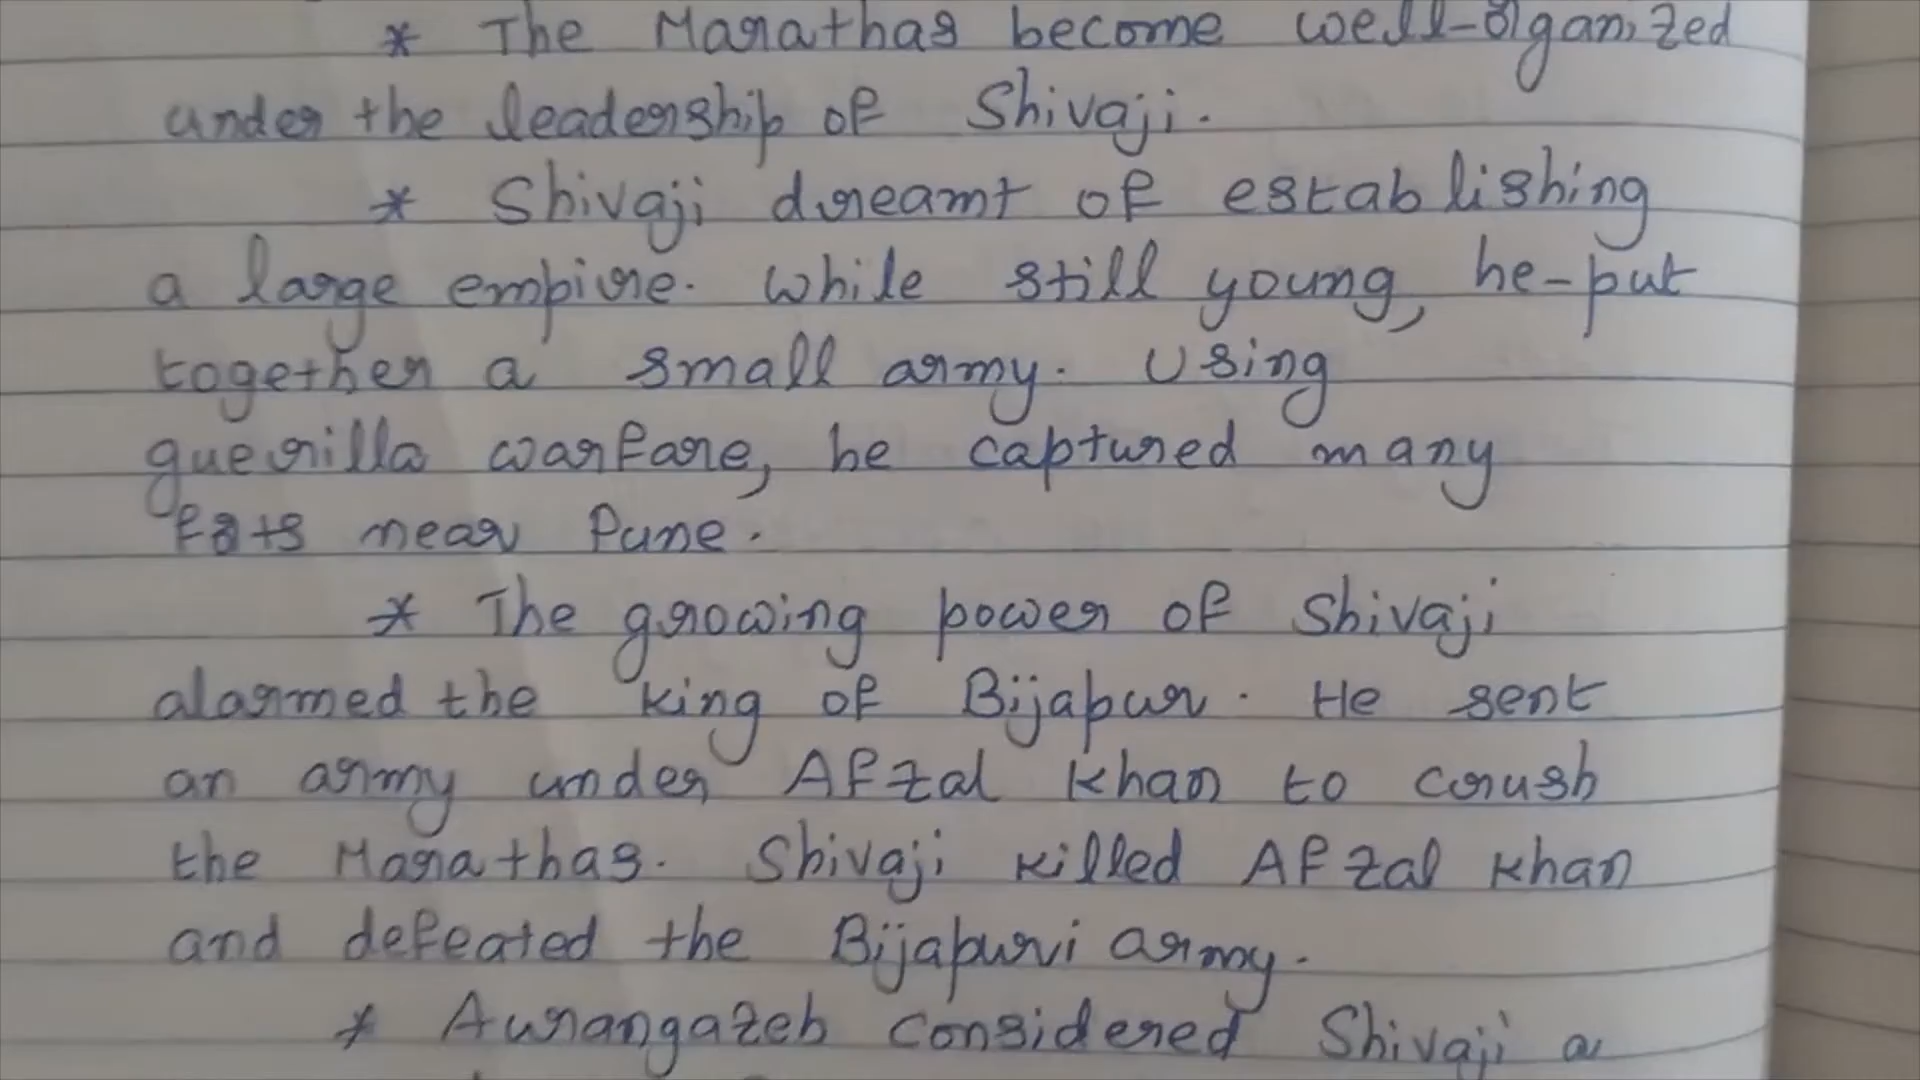 * The Marathas become well-organized
under the leadership of Shivaji.
* Shivaji dreamt of establishing
a large empire. While still young, he-put
together a small army. Using
guerilla warfare, he captured many
forts near Pune.
* The growing power of Shivaji
alarmed the king of Bijapur. He sent
an army under Afzal Khan to crush
the Marathas. Shivaji killed Afzal Khan
and defeated the Bijapuri army.
* Aurangazeb considered Shivaji a